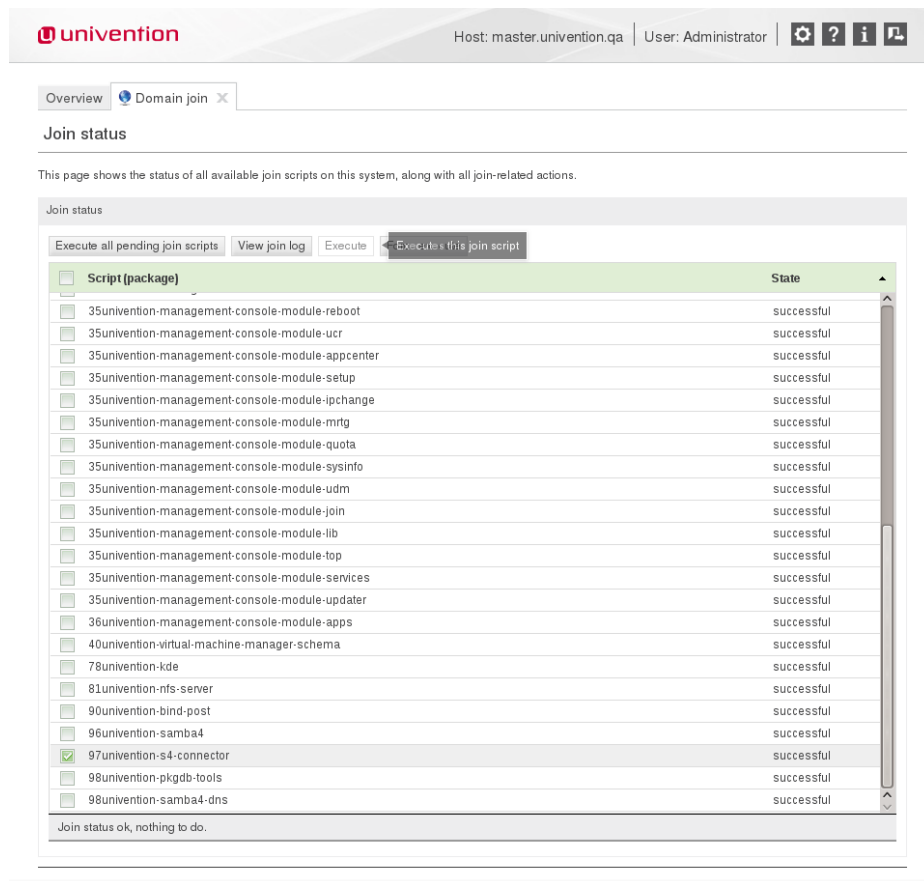 univention
Host: master.univention.qa User: Administrator
Overview Domain join
Join status
This page shows the status of all available join scripts on this system, along with all join-related actions.
Join status
Execute all pending join scripts View join log Execute Executes this join script
Script (package) State
35univention-management-console-module-reboot successful
35univention-management-console-module-ucr successful
35univention-management-console-module-appcenter successful
35univention-management-console-module-setup successful
35univention-management-console-module-ipchange successful
35univention-management-console-module-mrtg successful
35univention-management-console-module-quota successful
35univention-management-console-module-sysinfo successful
35univention-management-console-module-udm successful
35univention-management-console-module-join successful
35univention-management-console-module-lib successful
35univention-management-console-module-top successful
35univention-management-console-module-services successful
35univention-management-console-module-updater successful
36univention-management-console-module-apps successful
40univention-virtual-machine-manager-schema successful
78univention-kde successful
81univention-nfs-server successful
90univention-bind-post successful
96univention-samba4 successful
97univention-s4-connector successful
98univention-pkgdb-tools successful
98univention-samba4-dns successful
Join status ok, nothing to do.